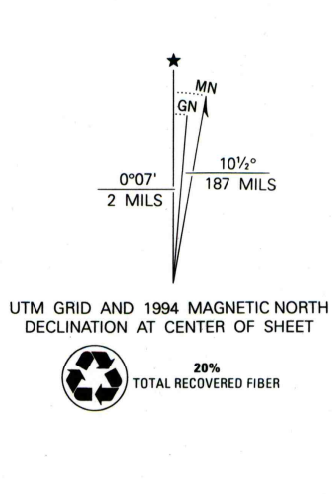 MN
GN
10½°
187 MILS
0°07'
2 MILS
UTM GRID AND 1994 MAGNETIC NORTH
DECLINATION AT CENTER OF SHEET
20%
TOTAL RECOVERED FIBER